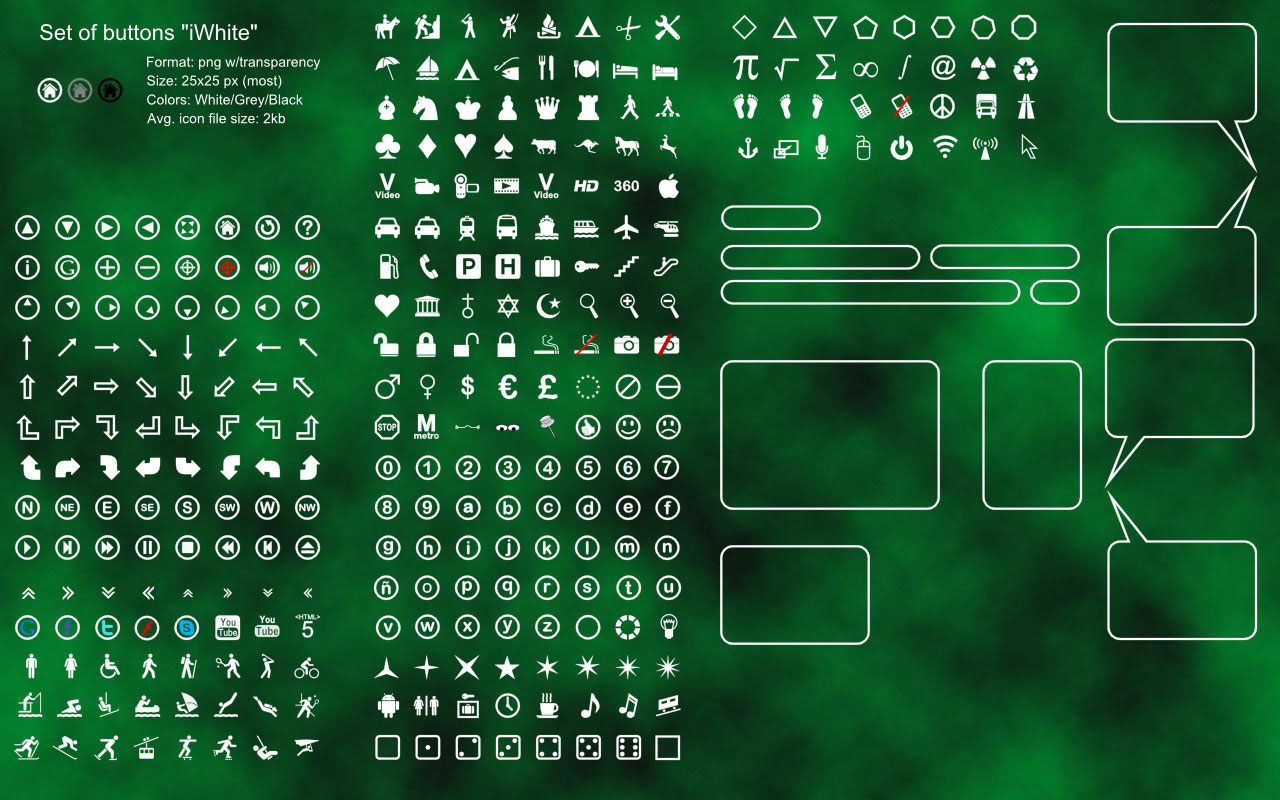 Set of buttons "iWhite"
Format: png w/transparency
Size: 25x25 px (most)
Colors: White/Grey/Black
Avg. icon file size: 2kb
π √ Σ ∞ ∫ @
V Video V Video HD 360
?
i G
P H
$ € £
STOP M metro
0 1 2 3 4 5 6 7
N NE E SE S SW W NW
8 9 a b c d e f
g h i j k l m n
ñ o p q r s t u
G f t f S You Tube You Tube <HTML> 5
v w x y z